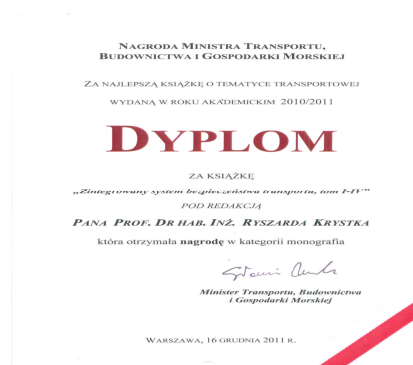 NAGRODA MINISTRA TRANSPORTU,
BUDOWNICTWA I GOSPODARKI MORSKIEJ
ZA NAJLEPSZĄ KSIĄŻKĘ O TEMATYCE TRANSPORTOWEJ
WYDANĄ W ROKU AKADEMICKIM 2010/2011
DYPLOM
ZA KSIĄŻKĘ
„Zintegrowany system bezpieczeństwa transportu, tom I-IV”
POD REDAKCJĄ
PANA PROF. DR HAB. INŻ. RYSZARDA KRYSTKA
która otrzymała nagrodę w kategorii monografia
Minister Transportu, Budownictwa
i Gospodarki Morskiej
WARSZAWA, 16 GRUDNIA 2011 R.